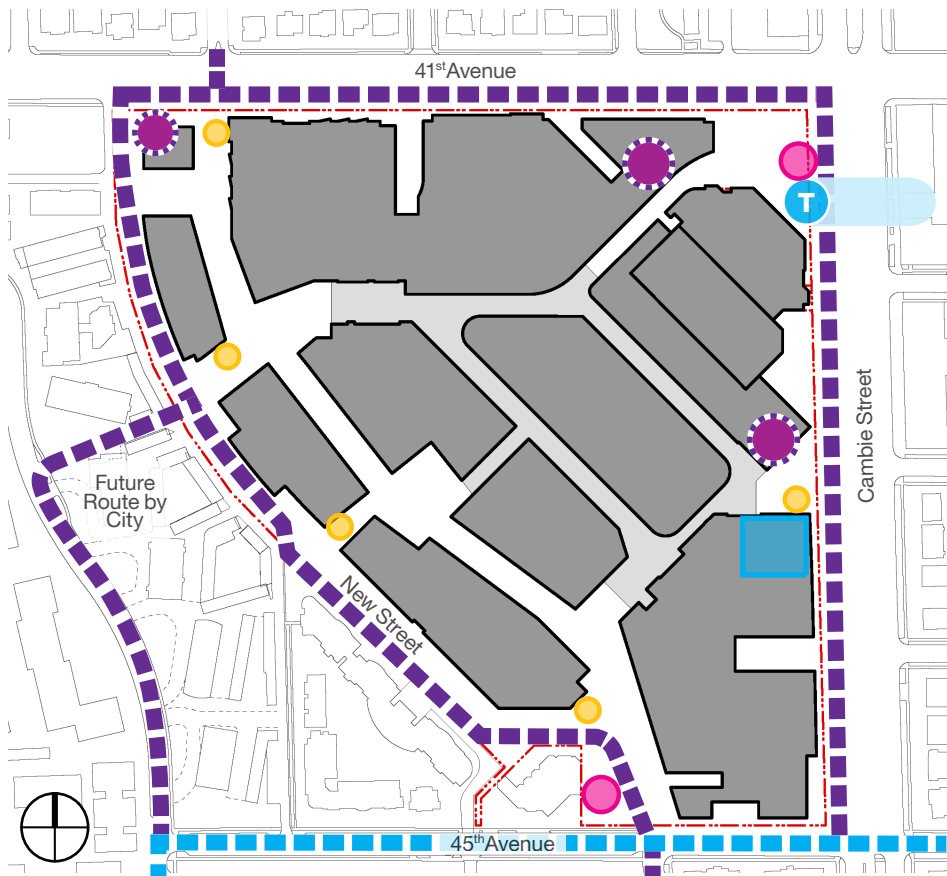 41st Avenue
T
Cambie Street
Future
Route by
City
New Street
45th Avenue